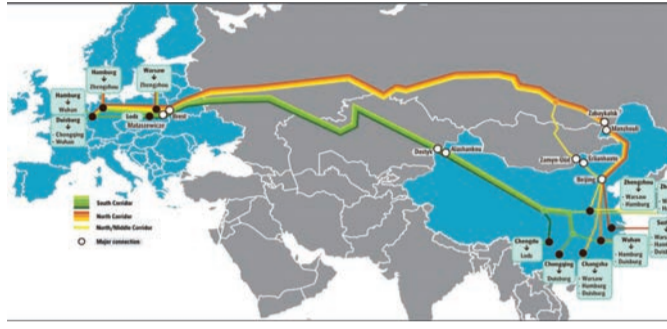 Hamburg
Zhengzhou
Warsaw
Zhengzhou
Hamburg
Wuhan
Duisburg
- Chongqing
- Wuhan
Lodz
Malaszewicze
Brest
Zabaykalsk
Manzhouli
Dostyk
Alashankou
Zamyn-Uud
Erlianhaote
Beijing
South Corridor
North Corridor
North/Middle Corridor
Major connection
Zhengzhou
- Warsaw
- Hamburg
Chengdu
Lodz
Chongqing
Duisburg
Changsha
- Warsaw
- Hamburg
- Duisburg
Wuhan
- Hamburg
- Duisburg